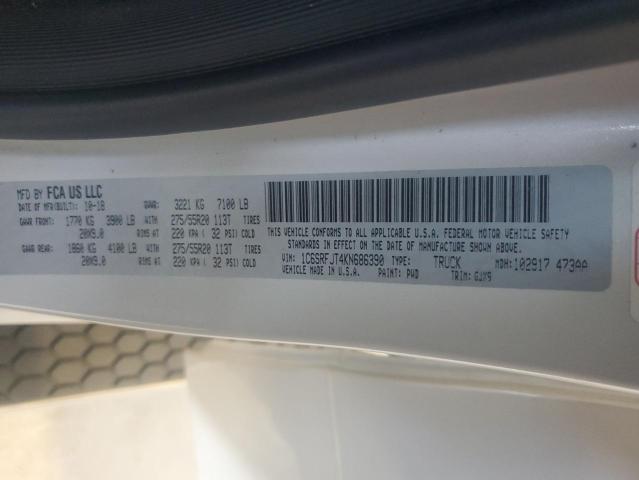 MFD BY FCA US LLC
DATE OF MFR(BUILT): 10-18 GVWR: 3221 KG 7100 LB
GAWR FRONT: 1770 KG 3900 LB WITH 275/55R20 113T TIRES
20X9.0 RIMS AT 220 KPA ( 32 PSI) COLD
GAWR REAR: 1860 KG 4100 LB WITH 275/55R20 113T TIRES
20X9.0 RIMS AT 220 KPA ( 32 PSI) COLD
THIS VEHICLE CONFORMS TO ALL APPLICABLE U.S.A. FEDERAL MOTOR VEHICLE SAFETY
STANDARDS IN EFFECT ON THE DATE OF MANUFACTURE SHOWN ABOVE.
VIN: 1C6SRFJT4KN686390 TYPE: TRUCK MDH: 102917 473AA
VEHICLE MADE IN U.S.A. PAINT: PWD TRIM: GJX9